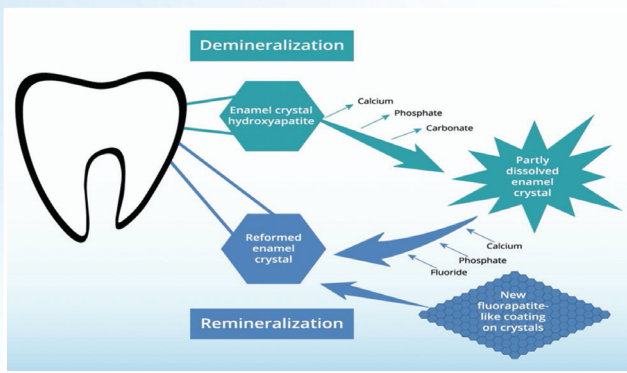 Demineralization
Enamel crystal
hydroxyapatite
Calcium
Phosphate
Carbonate
Partly
dissolved
enamel
crystal
Reformed
enamel
crystal
Calcium
Phosphate
Fluoride
New
fluorapatite-
like coating
on crystals
Remineralization